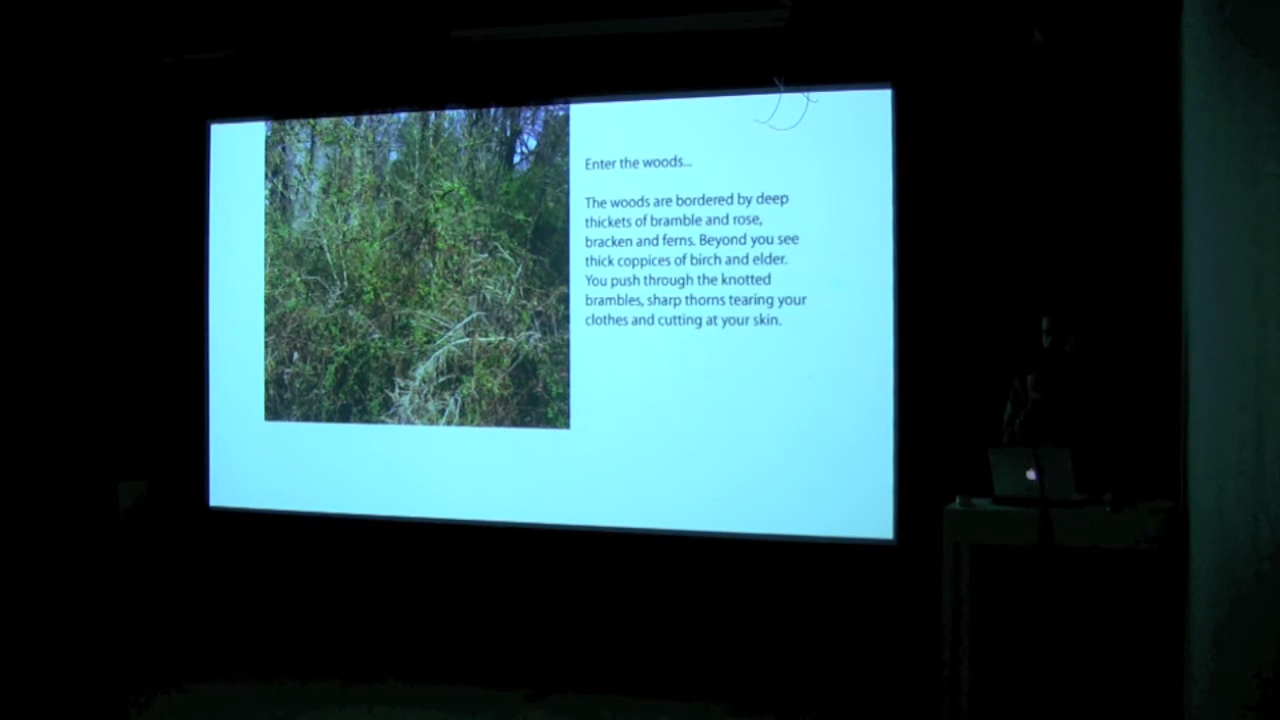 Enter the woods...
The woods are bordered by deep
thickets of bramble and rose,
bracken and ferns. Beyond you see
thick coppices of birch and elder.
You push through the knotted
brambles, sharp thorns tearing your
clothes and cutting at your skin.